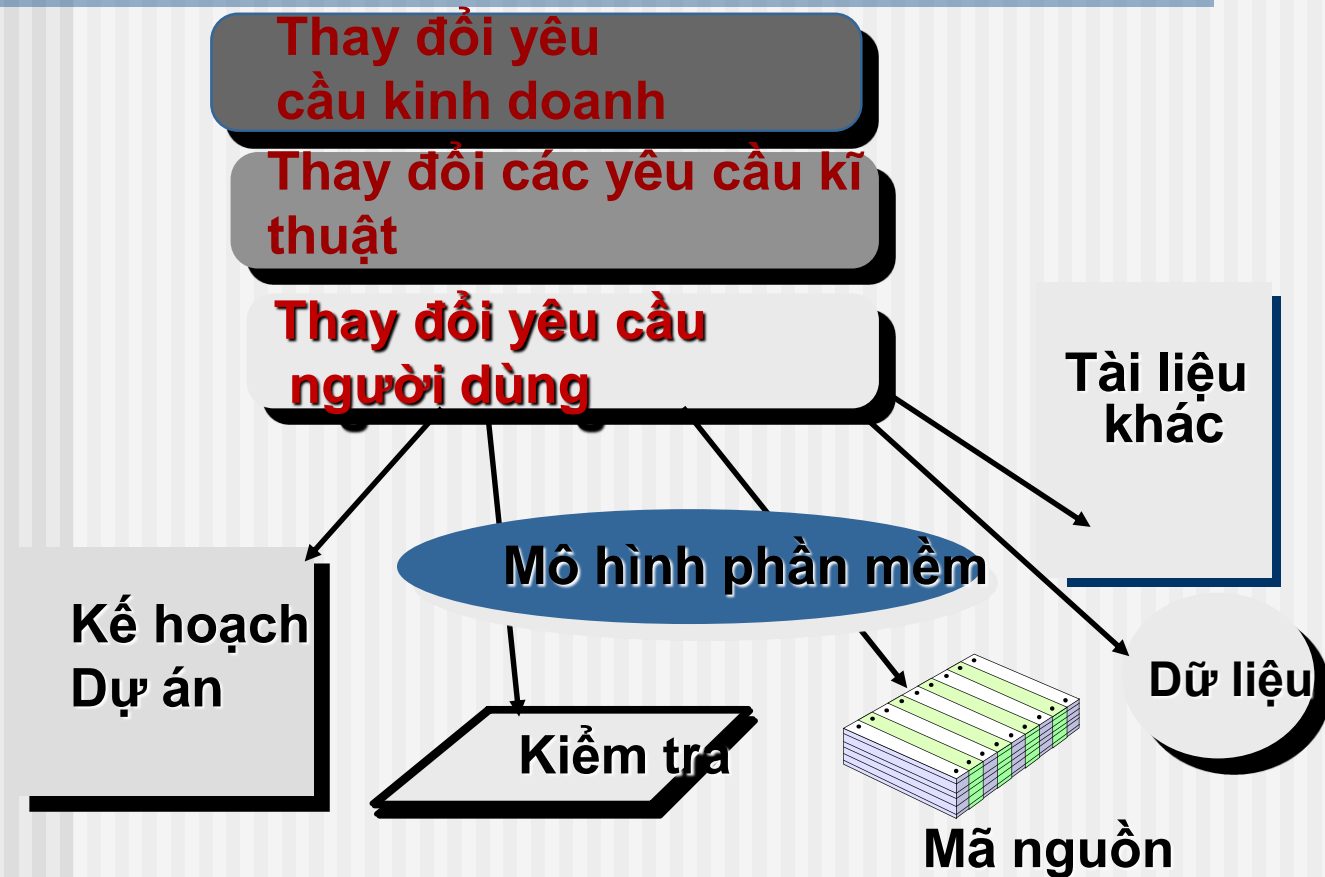 Thay đổi yêu
cầu kinh doanh
Thay đổi các yêu cầu kĩ
thuật
Thay đổi yêu cầu
người dùng
Tài liệu
khác
Mô hình phần mềm
Kế hoạch
Dự án
Dữ liệu
Kiểm tra
Mã nguồn